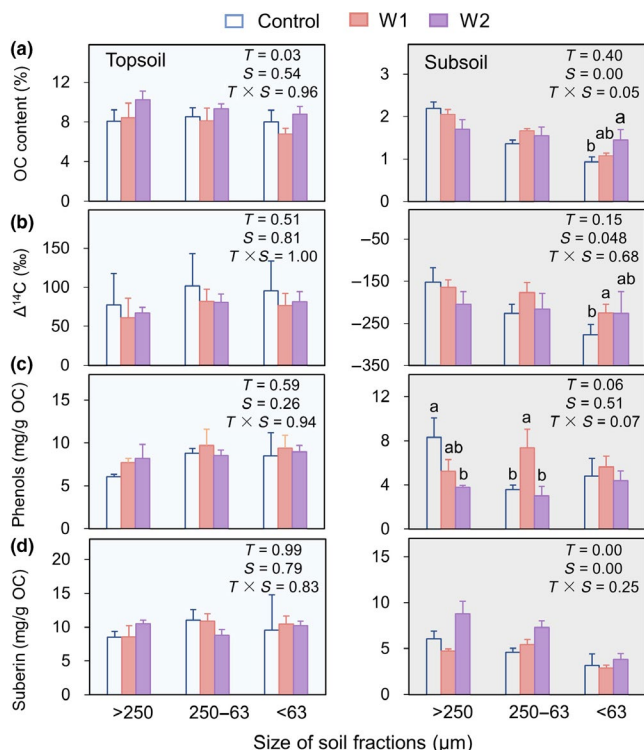 Control W1 W2
(a)
Topsoil
T = 0.03
S = 0.54
T × S = 0.96
OC content (%)
12
8
4
0
Subsoil
T = 0.40
S = 0.00
T × S = 0.05
3
2
1
0
b ab a
(b)
T = 0.51
S = 0.81
T × S = 1.00
Δ¹⁴C (‰)
150
100
50
0
T = 0.15
S = 0.048
T × S = 0.68
−50
−150
−250
−350
b a ab
(c)
T = 0.59
S = 0.26
T × S = 0.94
Phenols (mg/g OC)
15
10
5
0
T = 0.06
S = 0.51
T × S = 0.07
12
8
4
0
a ab b b a b
(d)
T = 0.99
S = 0.79
T × S = 0.83
Suberin (mg/g OC)
20
15
10
5
0
T = 0.00
S = 0.00
T × S = 0.25
15
10
5
0
>250 250–63 <63
>250 250–63 <63
Size of soil fractions (μm)